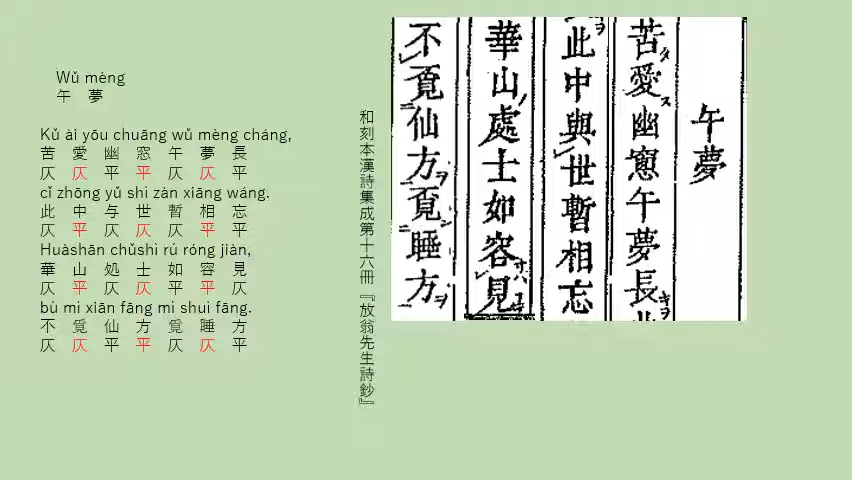 Wǔ mèng
午 夢
Kǔ ài yōu chuāng wǔ mèng cháng,
苦 愛 幽 窓 午 夢 長
仄 仄 平 平 仄 仄 平
cǐ zhōng yǔ shì zàn xiāng wáng.
此 中 与 世 暫 相 忘
仄 平 仄 仄 仄 平 平
Huàshān chǔshì rú róng jiàn,
華 山 処 士 如 容 見
仄 平 仄 仄 平 平 仄
bù mi xiān fāng mi shuì fāng.
不 覓 仙 方 覓 睡 方
仄 仄 平 平 仄 仄 平
和刻本漢詩集成第十六冊『放翁先生詩鈔』
午夢
苦愛幽窻午夢長
此中與世暫相忘
華山處士如容見
不覓仙方覓睡方